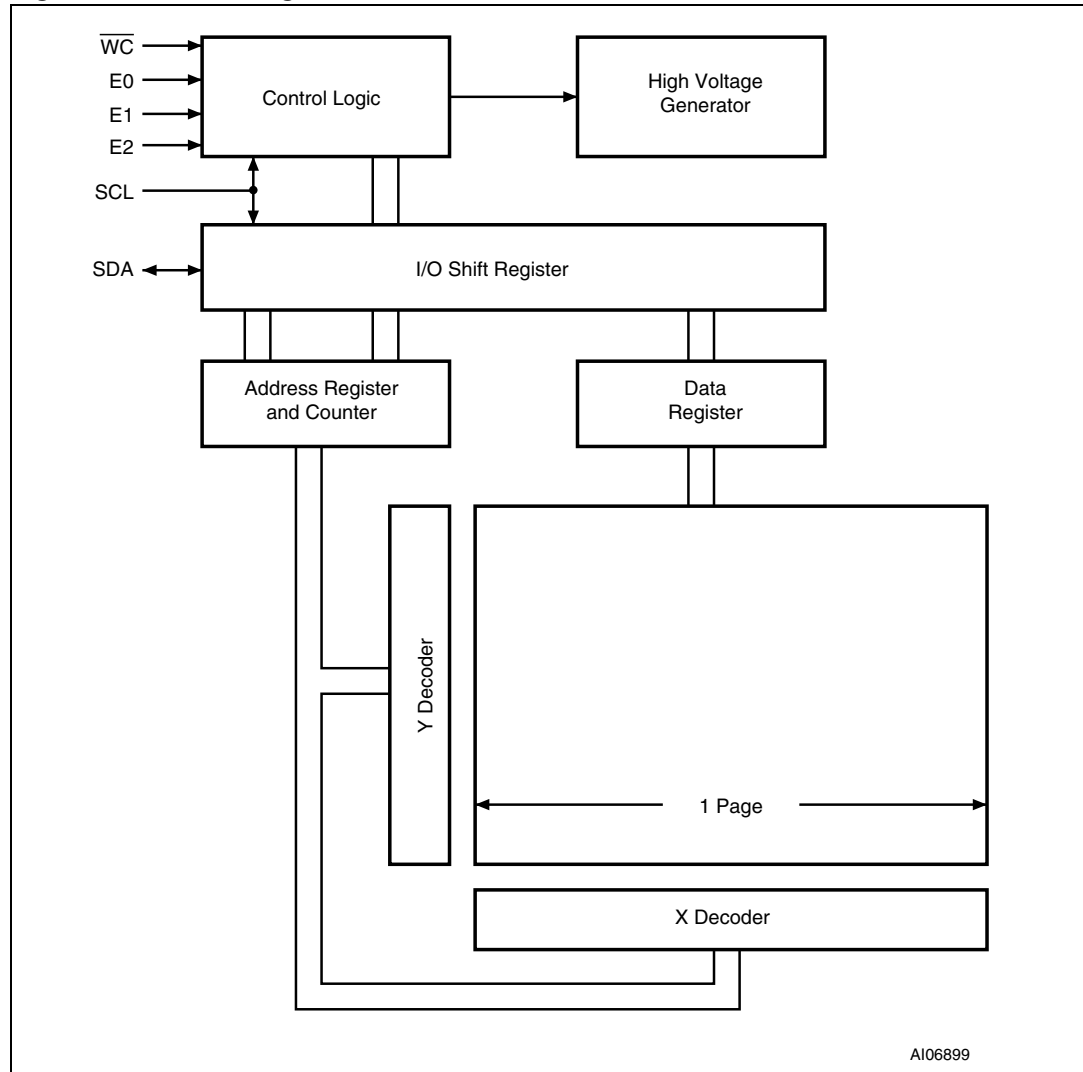 WC
E0
E1
E2
SCL
SDA
Control Logic
High Voltage
Generator
I/O Shift Register
Address Register
and Counter
Data
Register
Y Decoder
1 Page
X Decoder
AI06899